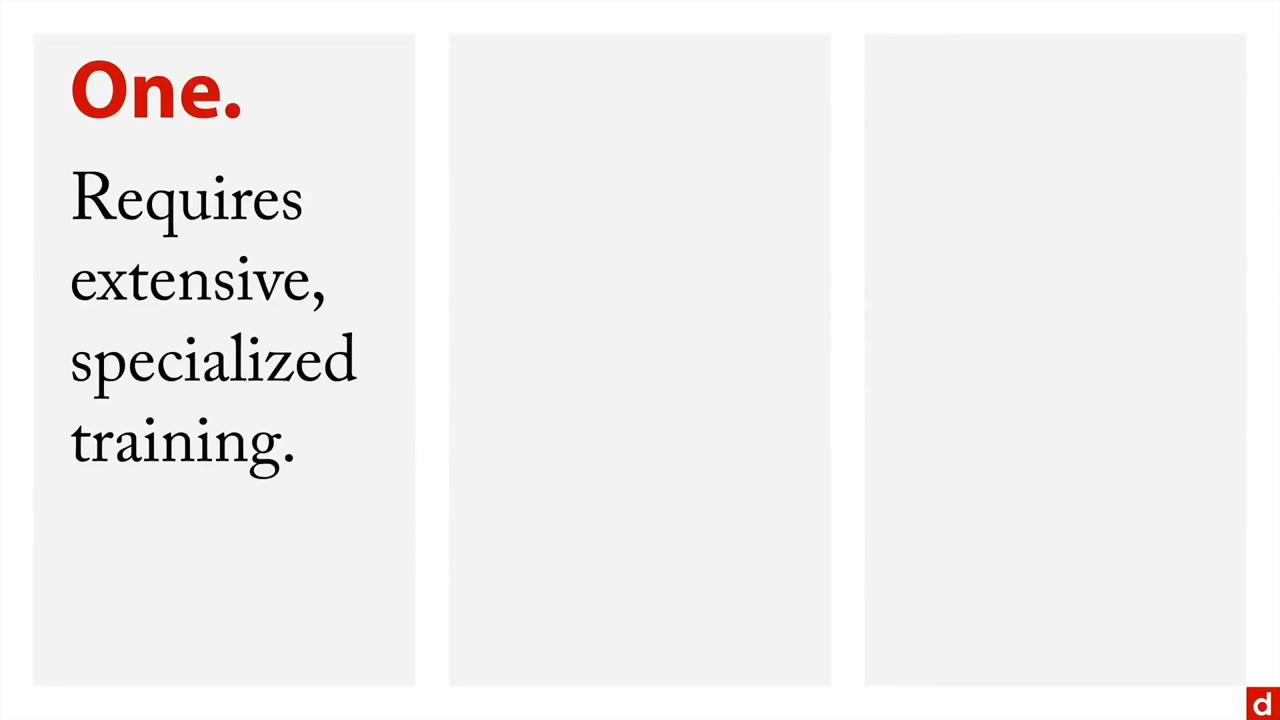 One.
Requires
extensive,
specialized
training.
d